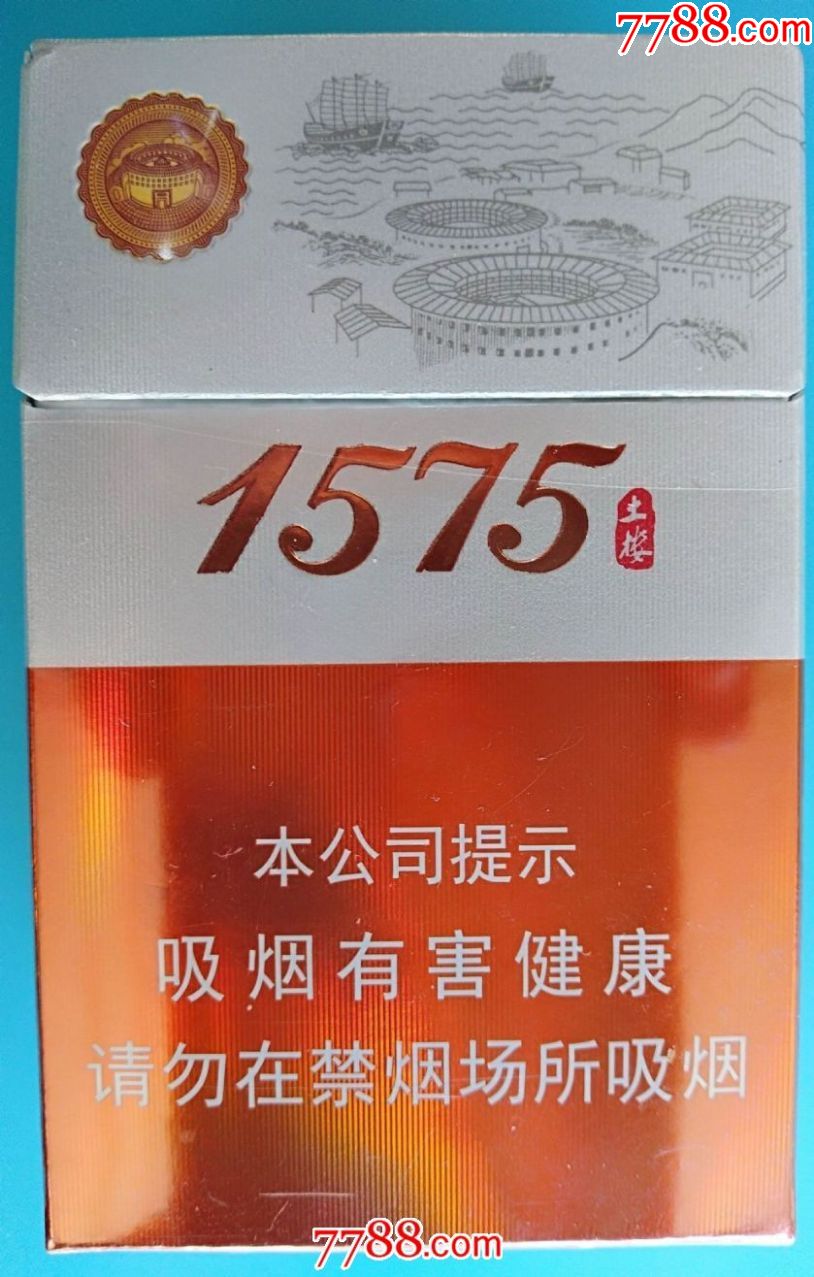 7788.com
1575
土楼
本公司提示
吸烟有害健康
请勿在禁烟场所吸烟
7788.com